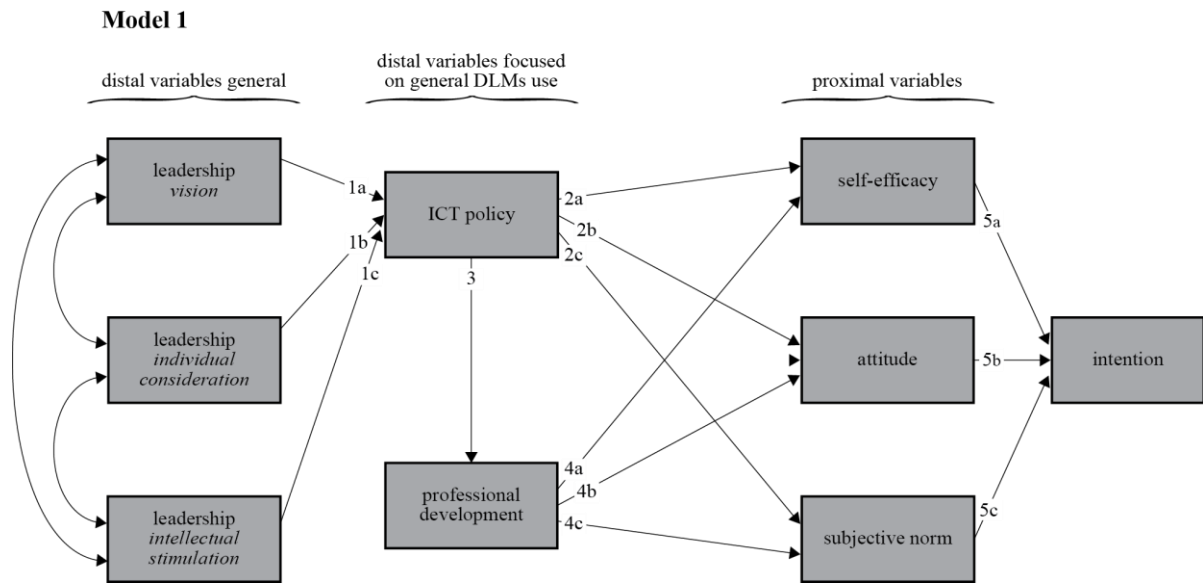 Model 1
distal variables general
distal variables focused
on general DLMs use
proximal variables
leadership
vision
leadership
individual
consideration
leadership
intellectual
stimulation
1a
1b
1c
ICT policy
3
professional
development
2a
2b
2c
4a
4b
4c
self-efficacy
attitude
subjective norm
5a
5b
5c
intention